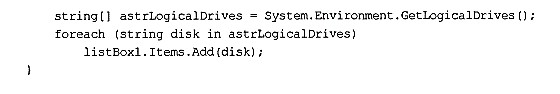 string[] astrLogicalDrives = System.Environment.GetLogicalDrives();
foreach (string disk in astrLogicalDrives)
listBox1.Items.Add(disk);
}